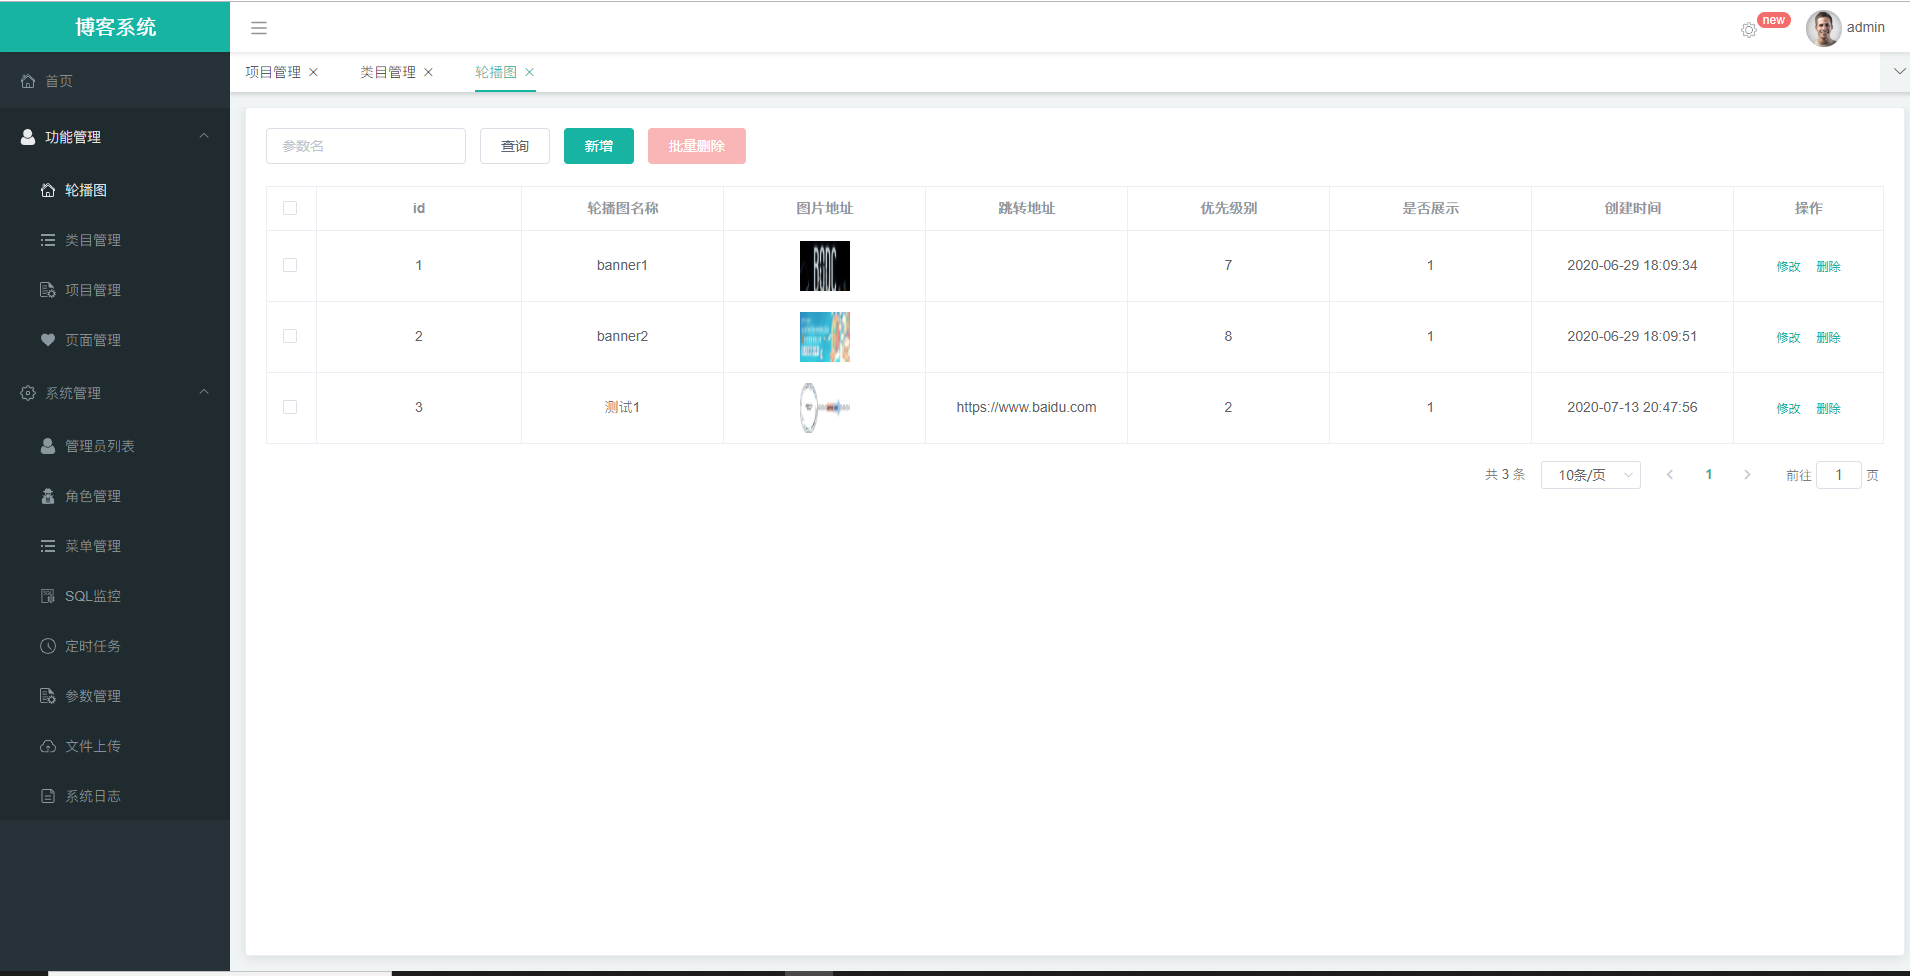 博客系统
new
admin
首页
功能管理
轮播图
类目管理
项目管理
页面管理
系统管理
管理员列表
角色管理
菜单管理
SQL监控
定时任务
参数管理
文件上传
系统日志
项目管理 类目管理 轮播图
参数名 查询 新增 批量删除
id 轮播图名称 图片地址 跳转地址 优先级别 是否展示 创建时间 操作
1 banner1 7 1 2020-06-29 18:09:34 修改 删除
2 banner2 8 1 2020-06-29 18:09:51 修改 删除
3 测试1 https://www.baidu.com 2 1 2020-07-13 20:47:56 修改 删除
共 3 条 10条/页 1 前往 1 页